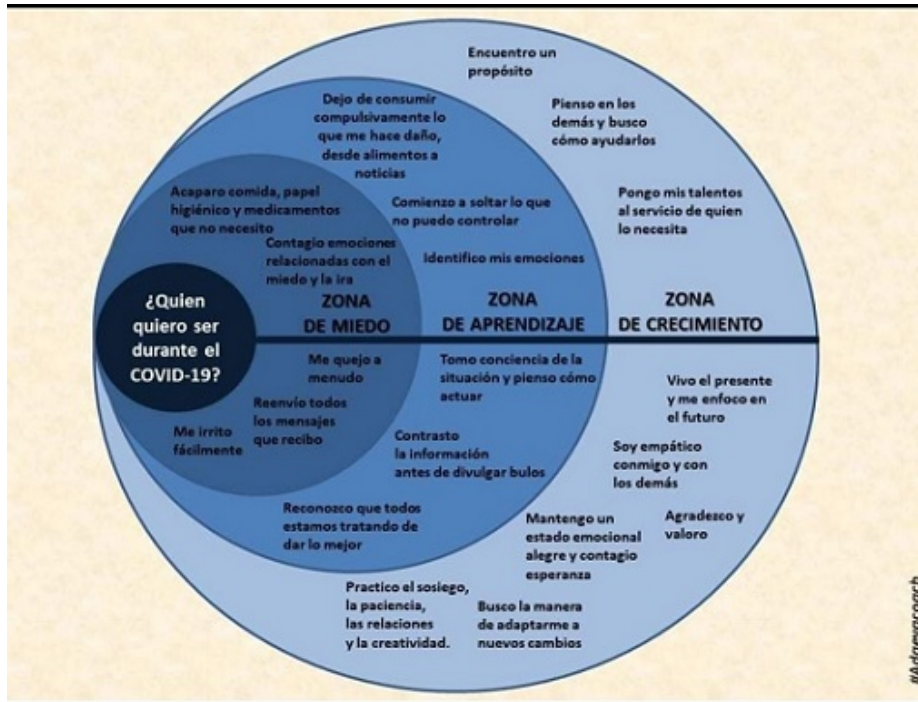 Encuentro un
propósito
Pienso en los
demás y busco
cómo ayudarlos
Pongo mis talentos
al servicio de quien
lo necesita
Dejo de consumir
compulsivamente lo
que me hace daño,
desde alimentos a
noticias
Comienzo a soltar lo que
no puedo controlar
Identifico mis emociones
Acaparo comida, papel
higiénico y medicamentos
que no necesito
Contagio emociones
relacionadas con el
miedo y la ira
¿Quien
quiero ser
durante el
COVID-19?
ZONA
DE MIEDO
ZONA
DE APRENDIZAJE
ZONA
DE CRECIMIENTO
Me quejo a
menudo
Reenvío todos
los mensajes
que recibo
Me irrito
fácilmente
Tomo conciencia de la
situación y pienso cómo
actuar
Contrasto
la información
antes de divulgar bulos
Reconozco que todos
estamos tratando de
dar lo mejor
Vivo el presente
y me enfoco en
el futuro
Soy empático
conmigo y con
los demás
Agradezco y
valoro
Mantengo un
estado emocional
alegre y contagio
esperanza
Practico el sosiego,
la paciencia,
las relaciones
y la creatividad.
Busco la manera
de adaptarme a
nuevos cambios